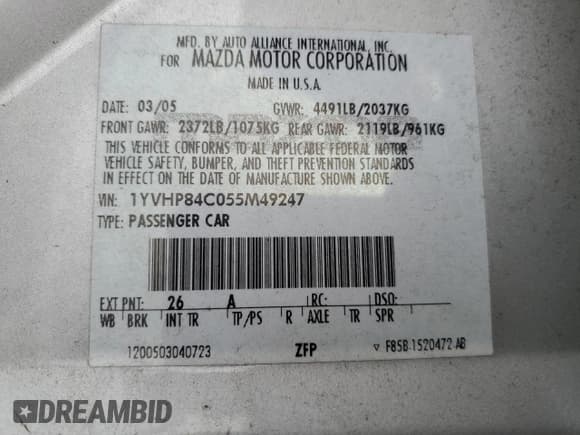 MFD. BY AUTO ALLIANCE INTERNATIONAL, INC.
FOR MAZDA MOTOR CORPORATION
MADE IN U.S.A.
DATE: 03/05 GVWR: 4491LB/2037KG
FRONT GAWR: 2372LB/1075KG REAR GAWR: 2119LB/961KG
THIS VEHICLE CONFORMS TO ALL APPLICABLE FEDERAL MOTOR
VEHICLE SAFETY, BUMPER, AND THEFT PREVENTION STANDARDS
IN EFFECT ON THE DATE OF MANUFACTURE SHOWN ABOVE.
VIN: 1YVHP84C055M49247
TYPE: PASSENGER CAR
EXT PNT: 26 A RC: DSO:
WB BRK INT TR TP/PS R AXLE TR SPR
1200503040723 ZFP ▽ F85B 1520472 AB
DREAMBID